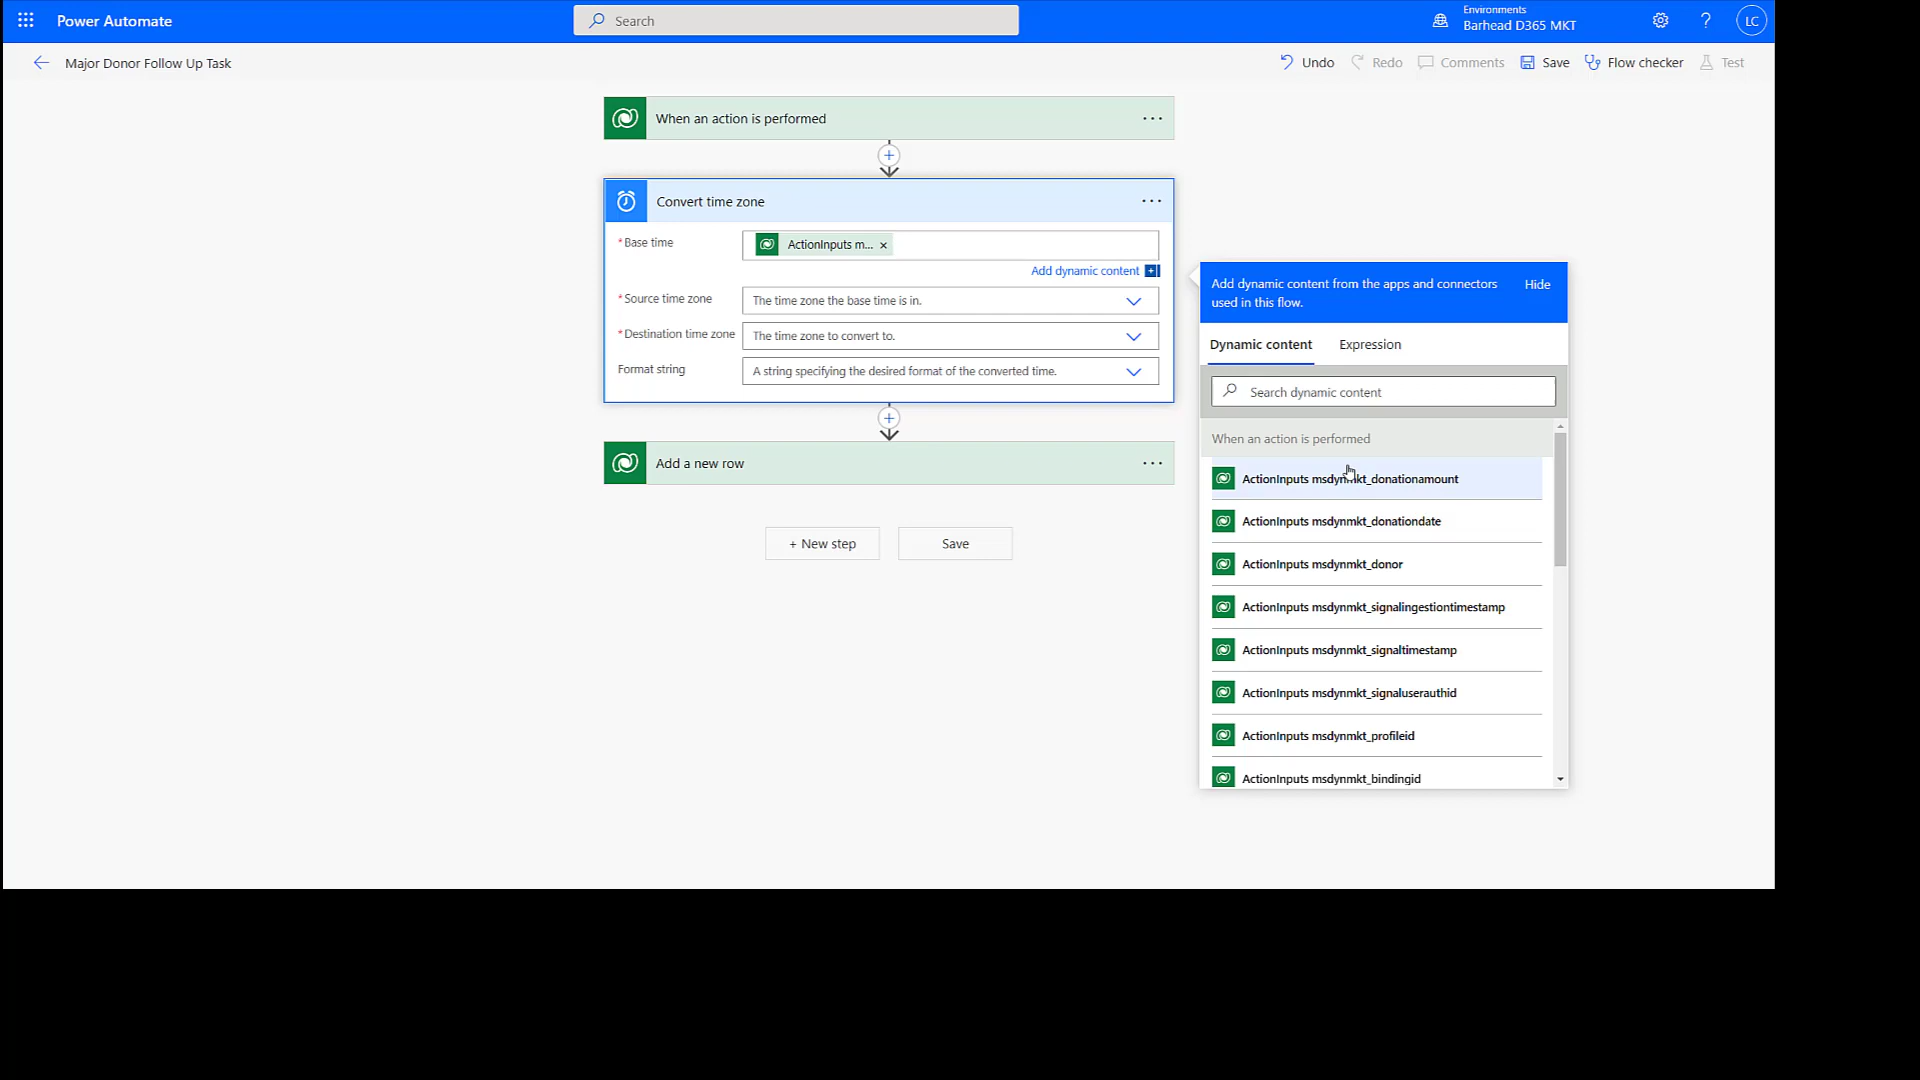 Power Automate
Search
Environments
Barhead D365 MKT
?
LC
Major Donor Follow Up Task
Undo
Redo
Comments
Save
Flow checker
Test
When an action is performed
...
Convert time zone
...
*Base time
ActionInputs m... ×
Add dynamic content
*Source time zone
The time zone the base time is in.
*Destination time zone
The time zone to convert to.
Format string
A string specifying the desired format of the converted time.
Add a new row
...
+ New step
Save
Add dynamic content from the apps and connectors
used in this flow.
Hide
Dynamic content
Expression
Search dynamic content
When an action is performed
ActionInputs msdynmkt_donationamount
ActionInputs msdynmkt_donationdate
ActionInputs msdynmkt_donor
ActionInputs msdynmkt_signalingestiontimestamp
ActionInputs msdynmkt_signaltimestamp
ActionInputs msdynmkt_signaluserauthid
ActionInputs msdynmkt_profileid
ActionInputs msdynmkt_bindingid